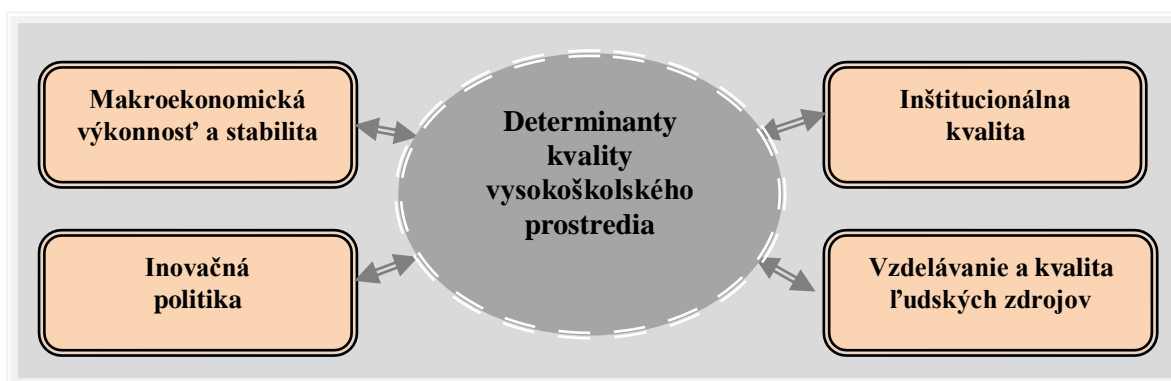 Makroekonomická
výkonnosť a stabilita
Inovačná
politika
Determinanty
kvality
vysokoškolského
prostredia
Inštitucionálna
kvalita
Vzdelávanie a kvalita
ľudských zdrojov